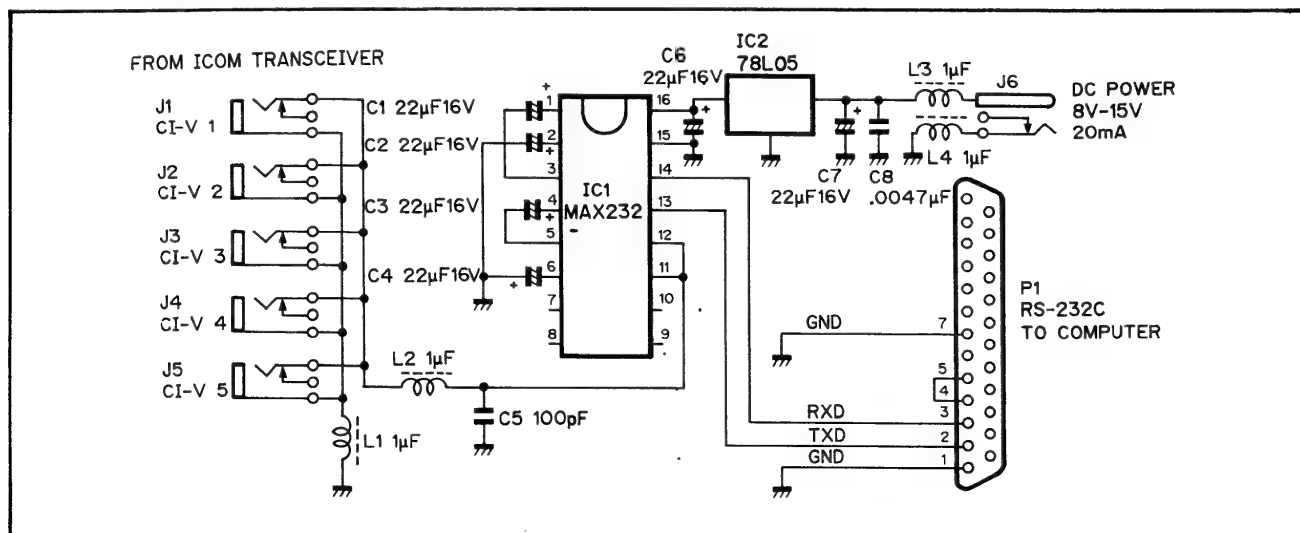 FROM ICOM TRANSCEIVER
J1
CI-V 1
J2
CI-V 2
J3
CI-V 3
J4
CI-V 4
J5
CI-V 5
C1 22μF16V
C2 22μF16V
C3 22μF16V
C4 22μF16V
L2 1μF
C5 100pF
L1 1μF
+
+
+
+
1
2
3
4
5
6
7
8
IC1
MAX232
-
16
15
14
13
12
11
10
9
C6
22μF16V
+
IC2
78L05
+
C7
22μF16V
C8
.0047μF
L3 1μF
L4 1μF
J6
DC POWER
8V-15V
20mA
P1
RS-232C
TO COMPUTER
GND
7
5
4
RXD
3
TXD
2
GND
1